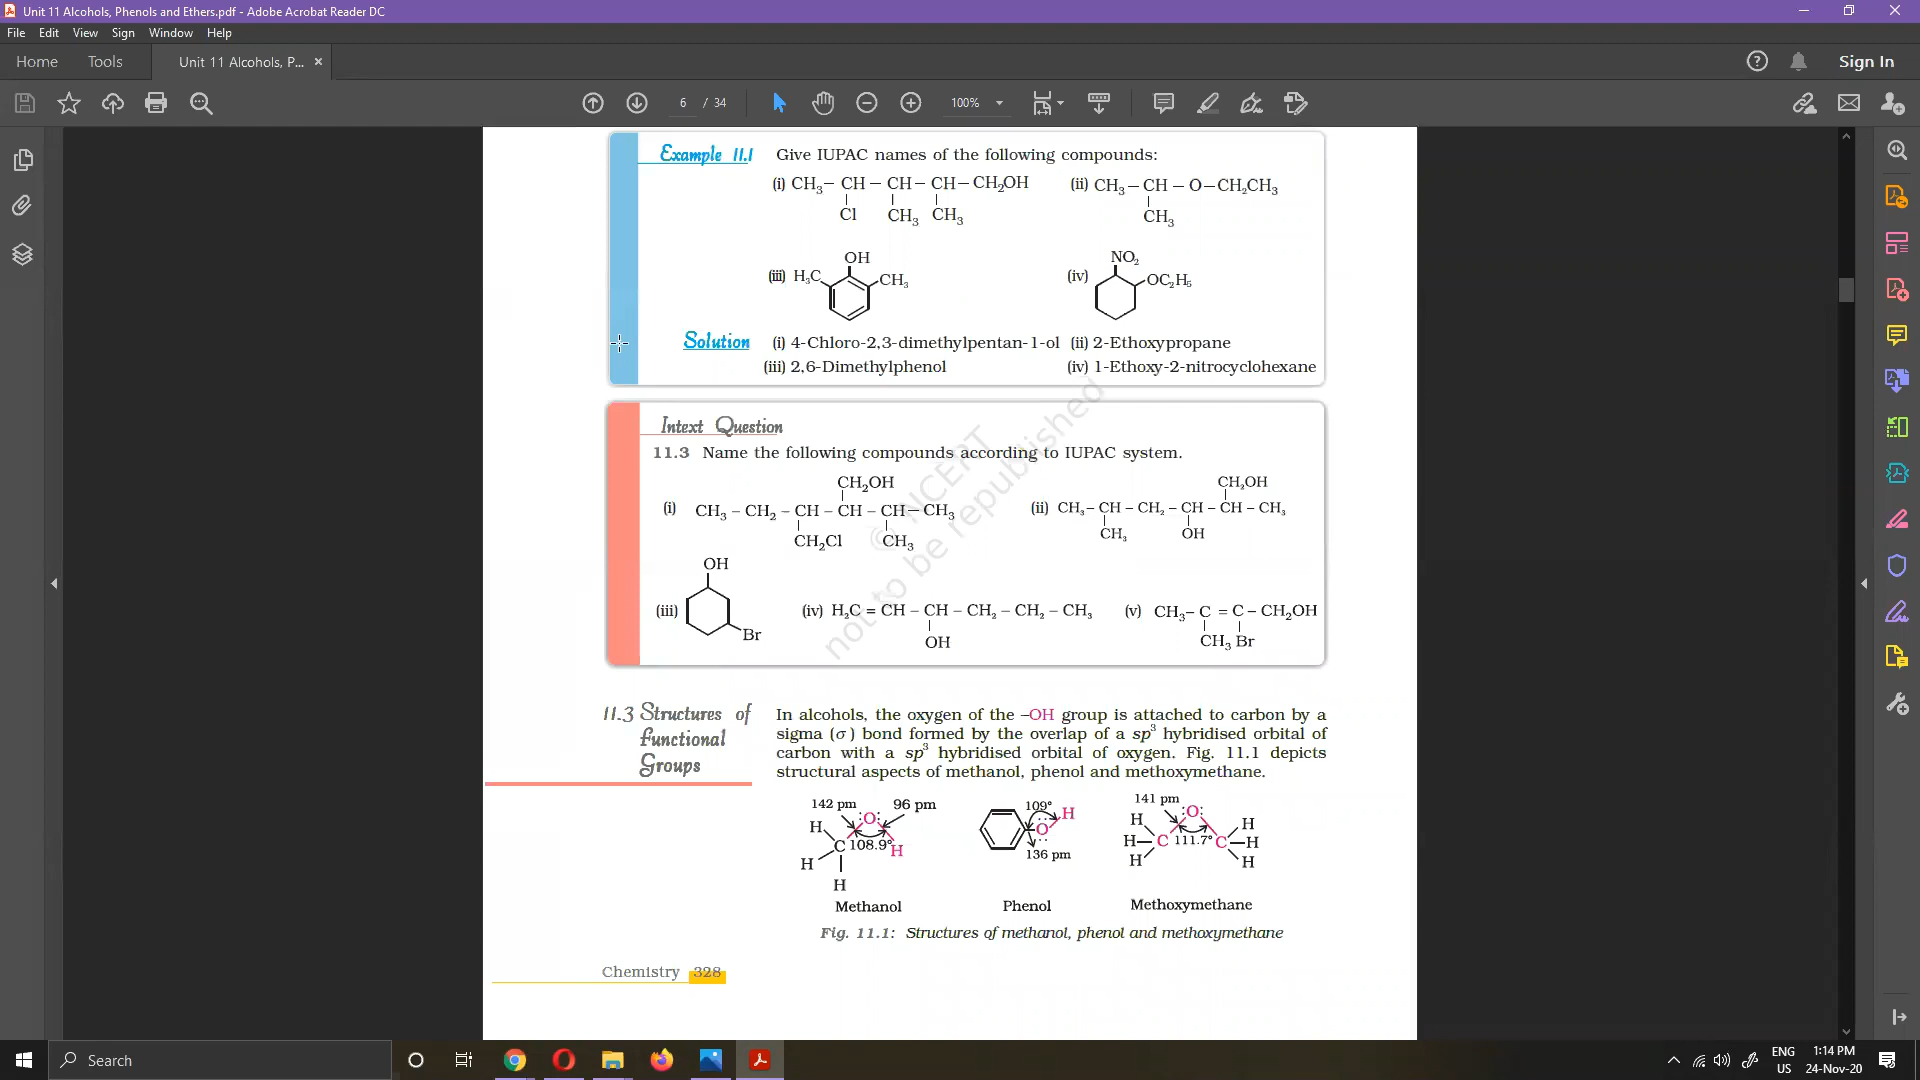 Unit 11 Alcohols, Phenols and Ethers.pdf - Adobe Acrobat Reader DC
File Edit View Sign Window Help
Home Tools Unit 11 Alcohols, P... × Sign In
6 / 34 100%
Example 11.1 Give IUPAC names of the following compounds:
(i) CH₃ – CH – CH – CH – CH₂OH (ii) CH₃ – CH – O – CH₂CH₃
Cl CH₃ CH₃ CH₃
OH NO₂
(iii) H₃C CH₃ (iv) OC₂H₅
Solution (i) 4-Chloro-2,3-dimethylpentan-1-ol (ii) 2-Ethoxypropane
(iii) 2,6-Dimethylphenol (iv) 1-Ethoxy-2-nitrocyclohexane
© NCERT
not to be republished
Intext Question
11.3 Name the following compounds according to IUPAC system.
CH₂OH CH₂OH
(i) CH₃ – CH₂ – CH – CH – CH – CH₃ (ii) CH₃ – CH – CH₂ – CH – CH – CH₃
CH₂Cl CH₃ CH₃ OH
OH
(iii) Br (iv) H₂C = CH – CH – CH₂ – CH₂ – CH₃ (v) CH₃ – C = C – CH₂OH
OH CH₃ Br
11.3 Structures of Functional Groups
In alcohols, the oxygen of the –OH group is attached to carbon by a
sigma (σ) bond formed by the overlap of a sp³ hybridised orbital of
carbon with a sp³ hybridised orbital of oxygen. Fig. 11.1 depicts
structural aspects of methanol, phenol and methoxymethane.
142 pm 96 pm 109° 141 pm
H O H O H C 108.9° H H
136 pm
H O H H C 111.7° C H H H
Methanol Phenol Methoxymethane
Fig. 11.1: Structures of methanol, phenol and methoxymethane
Chemistry 328
Search
ENG US 1:14 PM 24-Nov-20